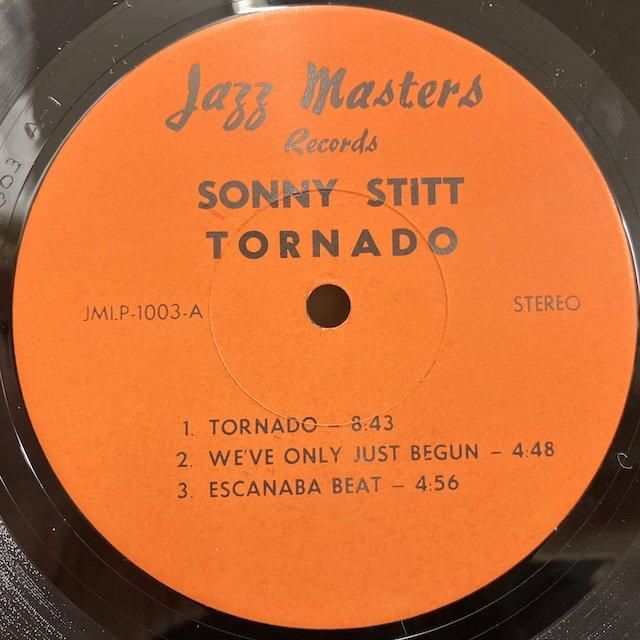 Jazz Masters
Records
SONNY STITT
TORNADO
JMLP-1003-A
STEREO
1. TORNADO – 8:43
2. WE'VE ONLY JUST BEGUN – 4:48
3. ESCANABA BEAT – 4:56